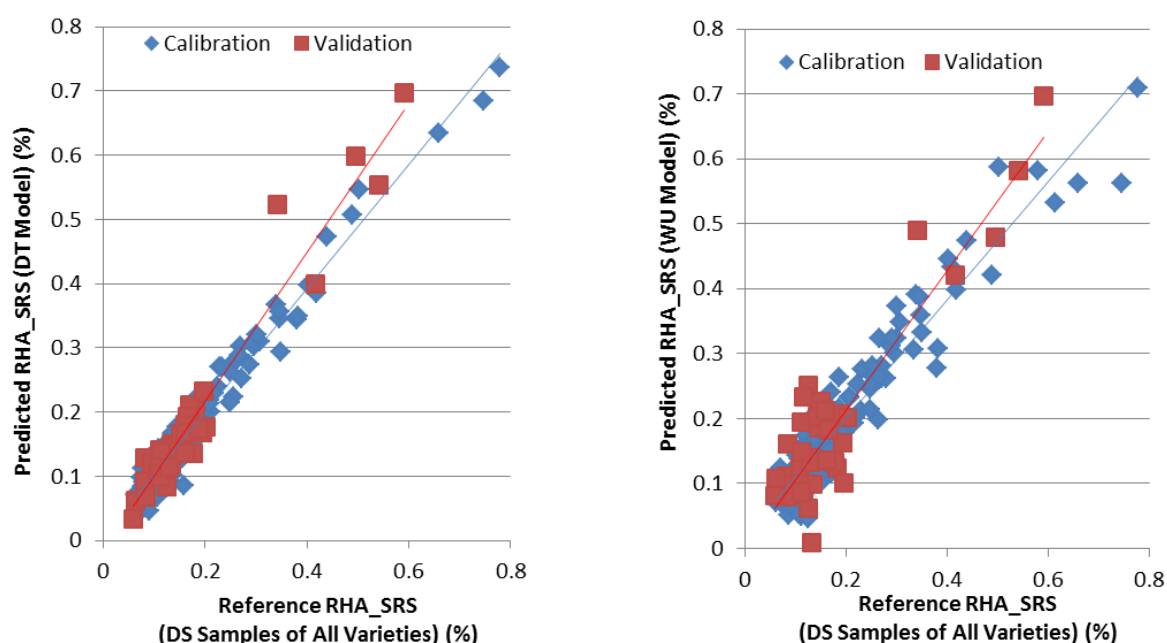 0.8
Calibration
Validation
0.7
0.6
0.5
0.4
0.3
0.2
0.1
0
Predicted RHA_SRS (DT Model) (%)
0 0.2 0.4 0.6 0.8
Reference RHA_SRS
(DS Samples of All Varieties) (%)
0.8
Calibration
Validation
0.7
0.6
0.5
0.4
0.3
0.2
0.1
0
Predicted RHA_SRS (WU Model) (%)
0 0.2 0.4 0.6 0.8
Reference RHA_SRS
(DS Samples of All Varieties) (%)